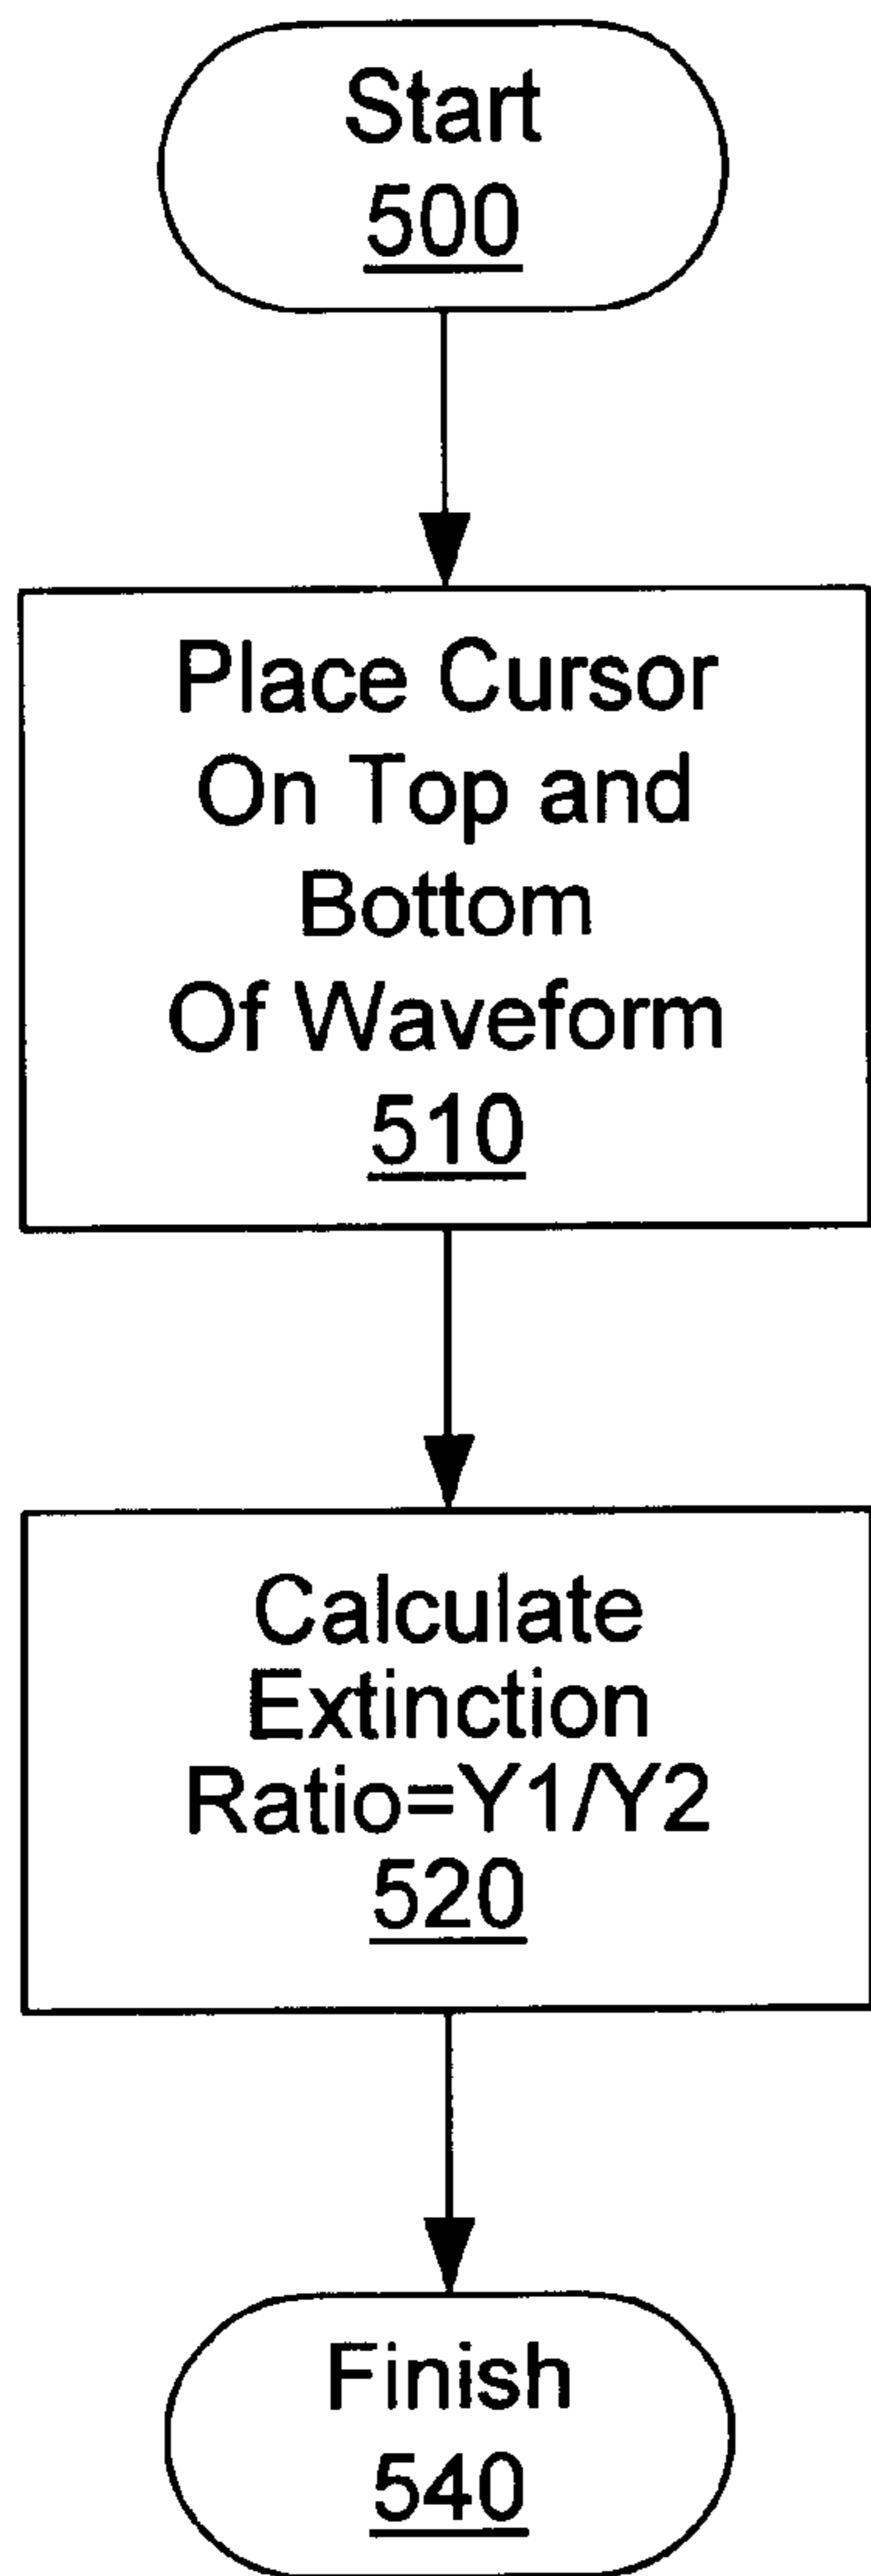 Start
500
Place Cursor
On Top and
Bottom
Of Waveform
510
Calculate
Extinction
Ratio=Y1/Y2
520
Finish
540